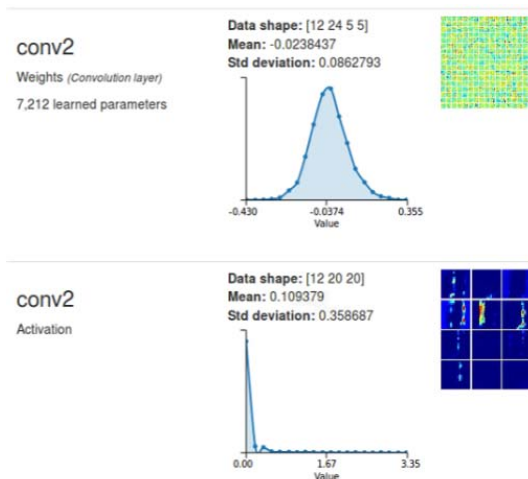 conv2
Weights (Convolution layer)
7,212 learned parameters
Data shape: [12 24 5 5]
Mean: -0.0238437
Std deviation: 0.0862793
-0.430 -0.0374 0.355
Value
conv2
Activation
Data shape: [12 20 20]
Mean: 0.109379
Std deviation: 0.358687
0.00 1.67 3.35
Value